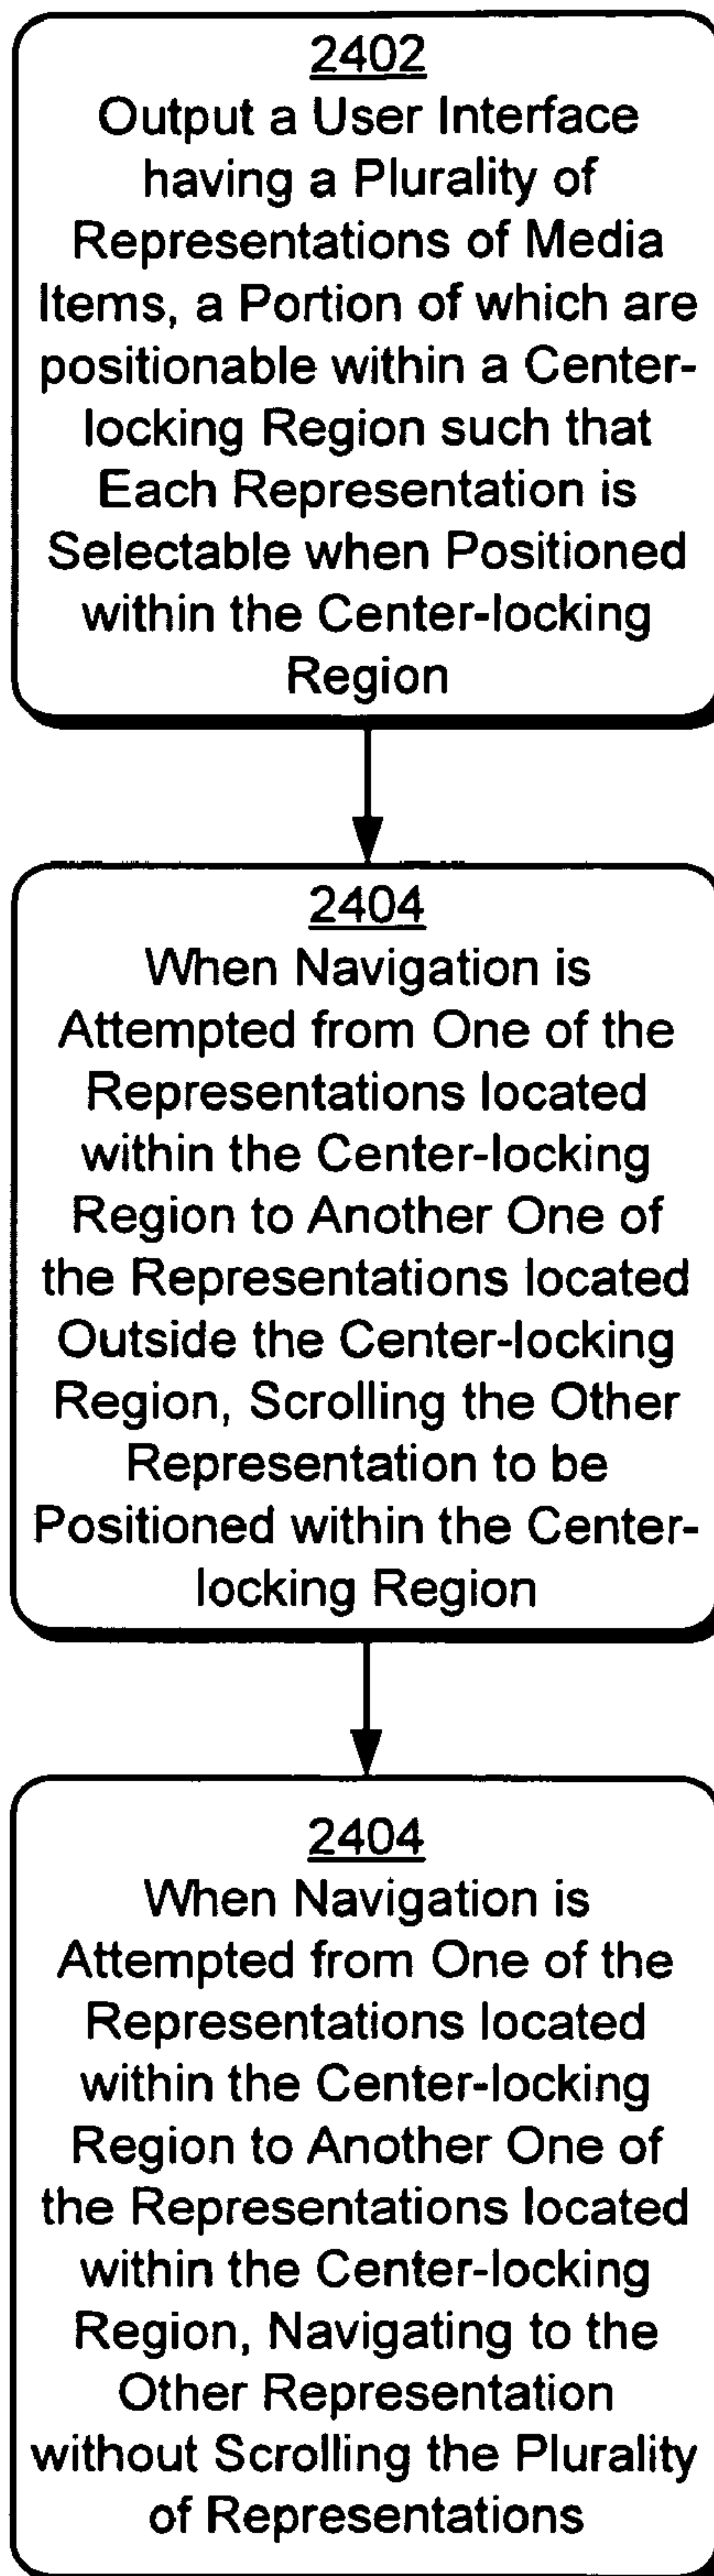 2402
Output a User Interface
having a Plurality of
Representations of Media
Items, a Portion of which are
positionable within a Center-
locking Region such that
Each Representation is
Selectable when Positioned
within the Center-locking
Region
2404
When Navigation is
Attempted from One of the
Representations located
within the Center-locking
Region to Another One of
the Representations located
Outside the Center-locking
Region, Scrolling the Other
Representation to be
Positioned within the Center-
locking Region
2404
When Navigation is
Attempted from One of the
Representations located
within the Center-locking
Region to Another One of
the Representations located
within the Center-locking
Region, Navigating to the
Other Representation
without Scrolling the Plurality
of Representations